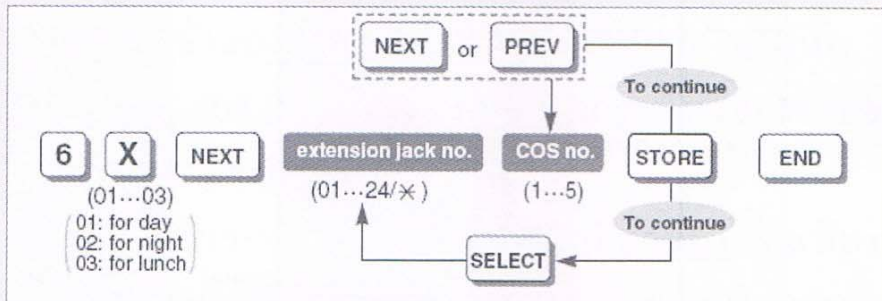 NEXT or PREV
To continue
6 X NEXT extension jack no. COS no. STORE END
(01...03) (01...24/✳) (1...5)
01: for day
02: for night
03: for lunch
To continue
SELECT